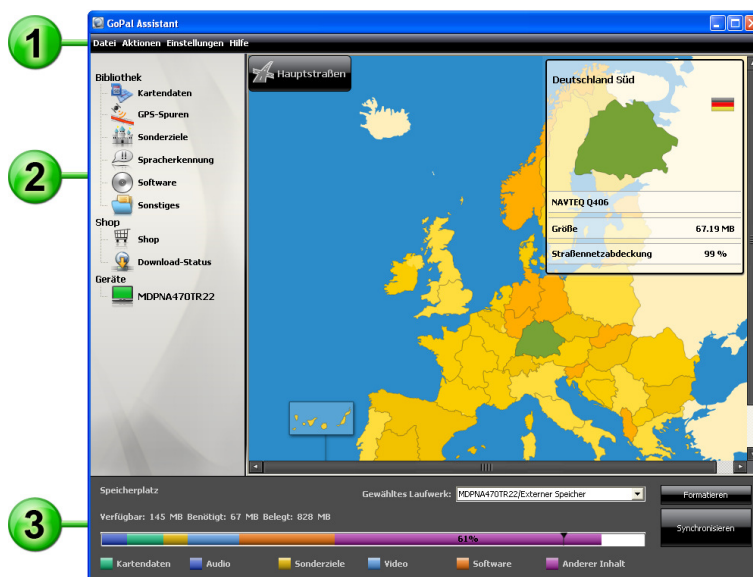 GoPal Assistant
1
Datei Aktionen Einstellungen Hilfe
Bibliothek
Kartendaten
GPS-Spuren
Sonderziele
Spracherkennung
Software
Sonstiges
2
Shop
Shop
Download-Status
Geräte
MDPNA470TR22
Hauptstraßen
Deutschland Süd
NAVTEQ Q406
Größe 67.19 MB
Straßennetzabdeckung 99 %
3
Speicherplatz
Gewähltes Laufwerk: MDPNA470TR22/Externer Speicher
Formatieren
Verfügbar: 145 MB Benötigt: 67 MB Belegt: 828 MB
Synchronisieren
61%
Kartendaten Audio Sonderziele Video Software Anderer Inhalt